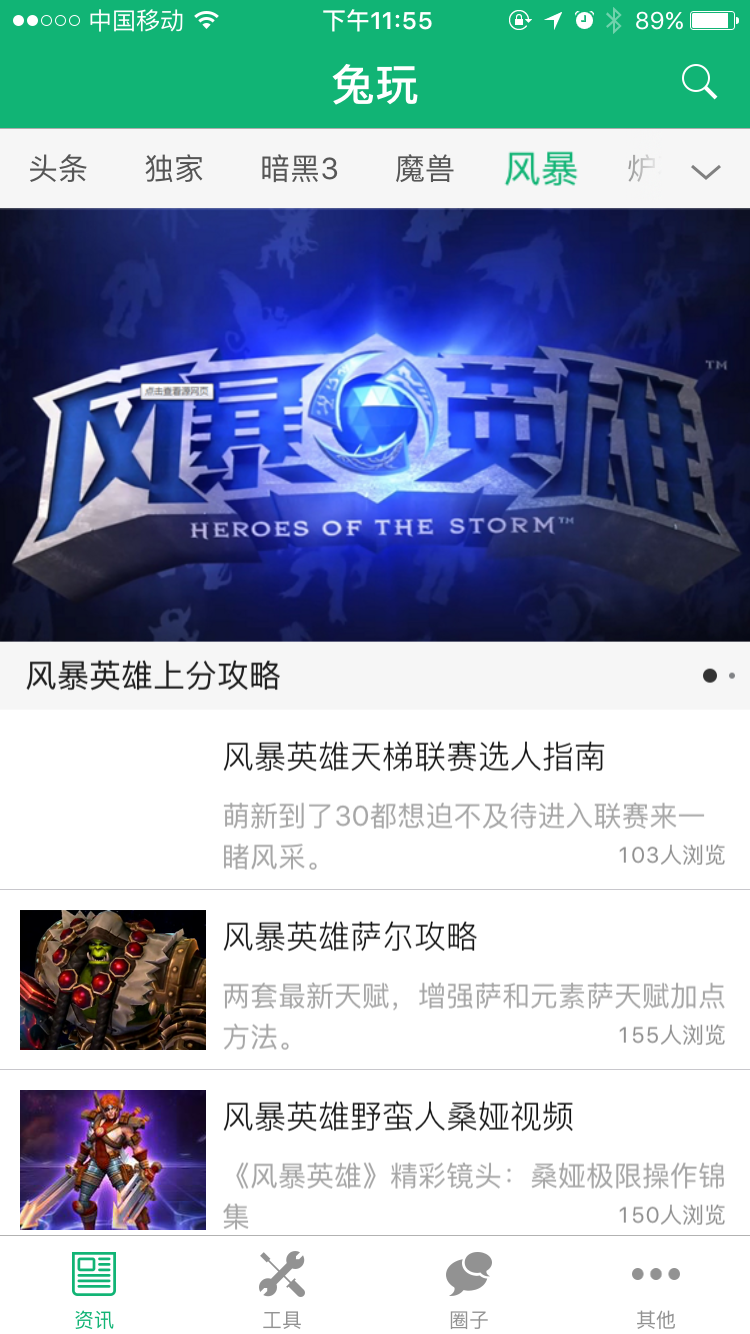 中国移动
下午11:55
89%
兔玩
头条 独家 暗黑3 魔兽 风暴 炉
风暴英雄
TM
点击查看源网页
HEROES OF THE STORM™
风暴英雄上分攻略
风暴英雄天梯联赛选人指南
萌新到了30都想迫不及待进入联赛来一
睹风采。
103人浏览
风暴英雄萨尔攻略
两套最新天赋，增强萨和元素萨天赋加点
方法。
155人浏览
风暴英雄野蛮人桑娅视频
《风暴英雄》精彩镜头：桑娅极限操作锦
集
150人浏览
资讯 工具 圈子 其他